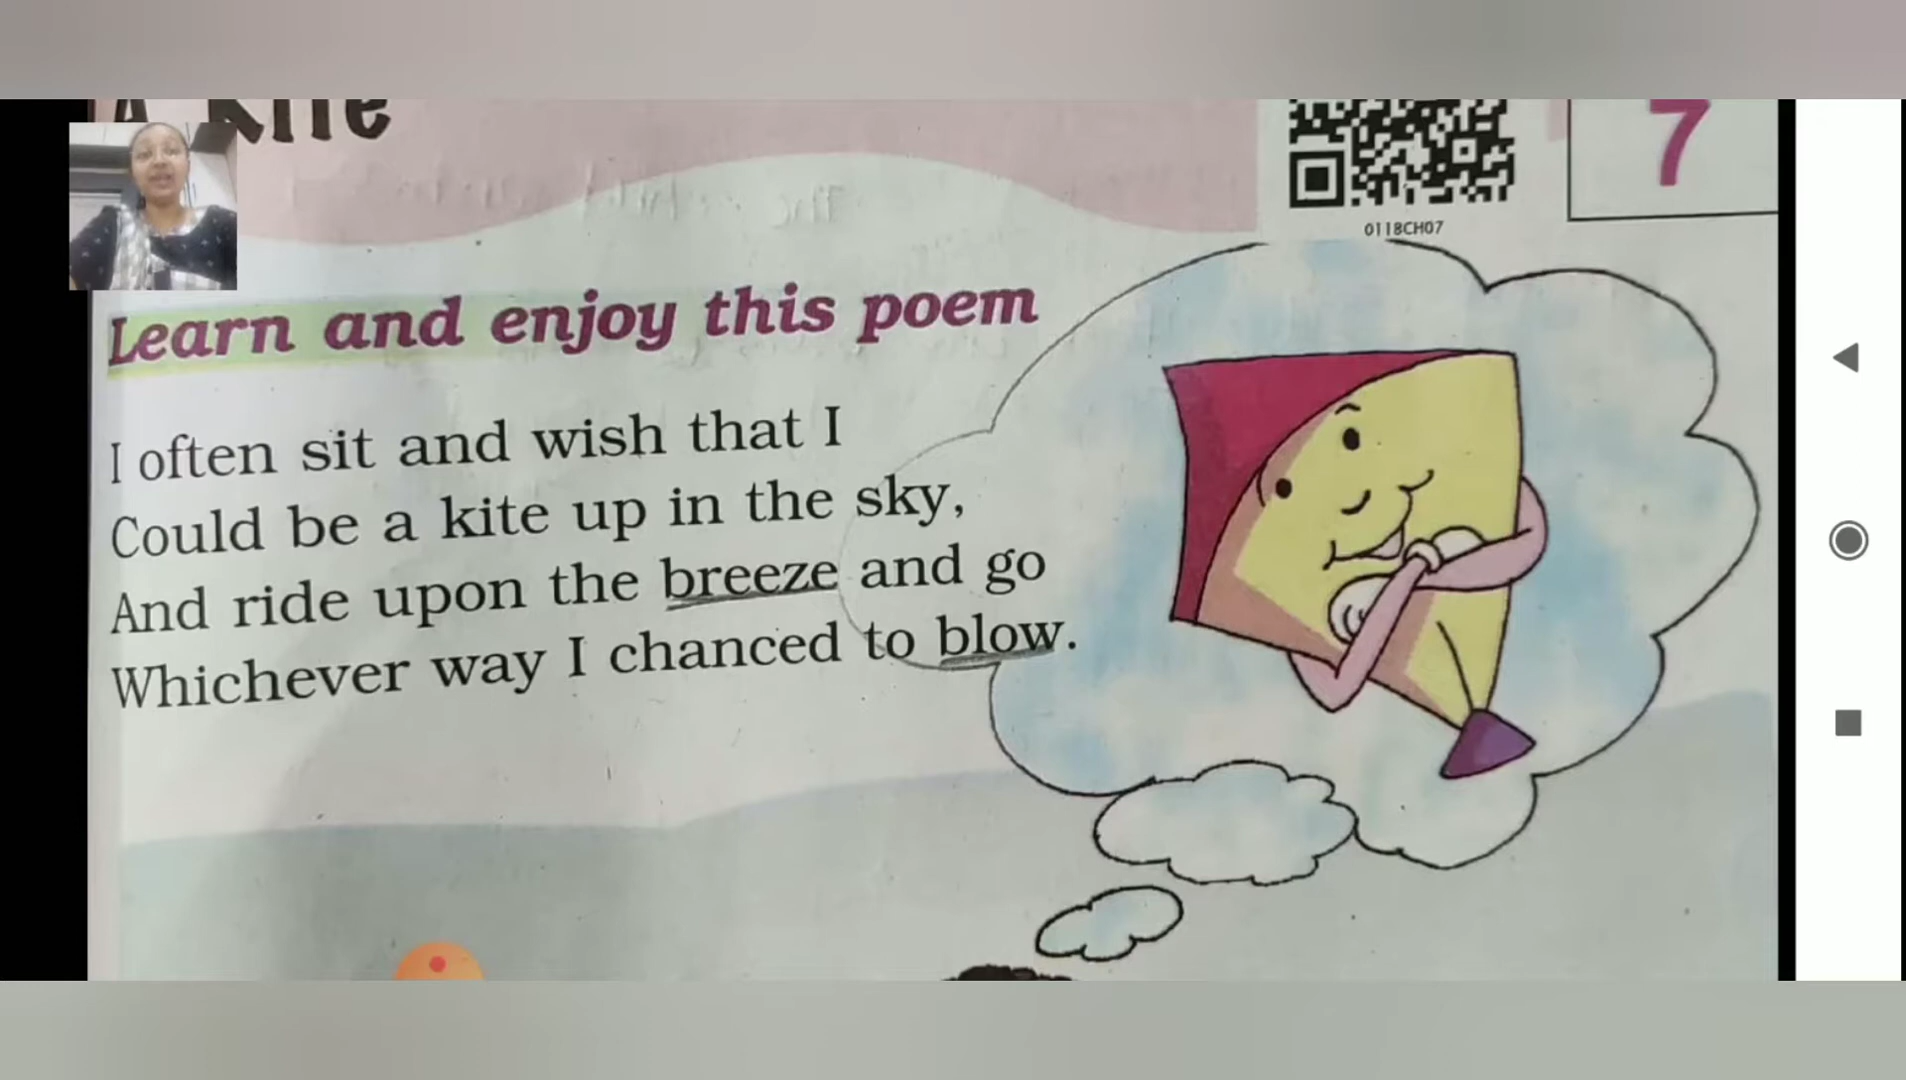 A Kite
7
0118CH07
Learn and enjoy this poem
I often sit and wish that I
Could be a kite up in the sky,
And ride upon the breeze and go
Whichever way I chanced to blow.